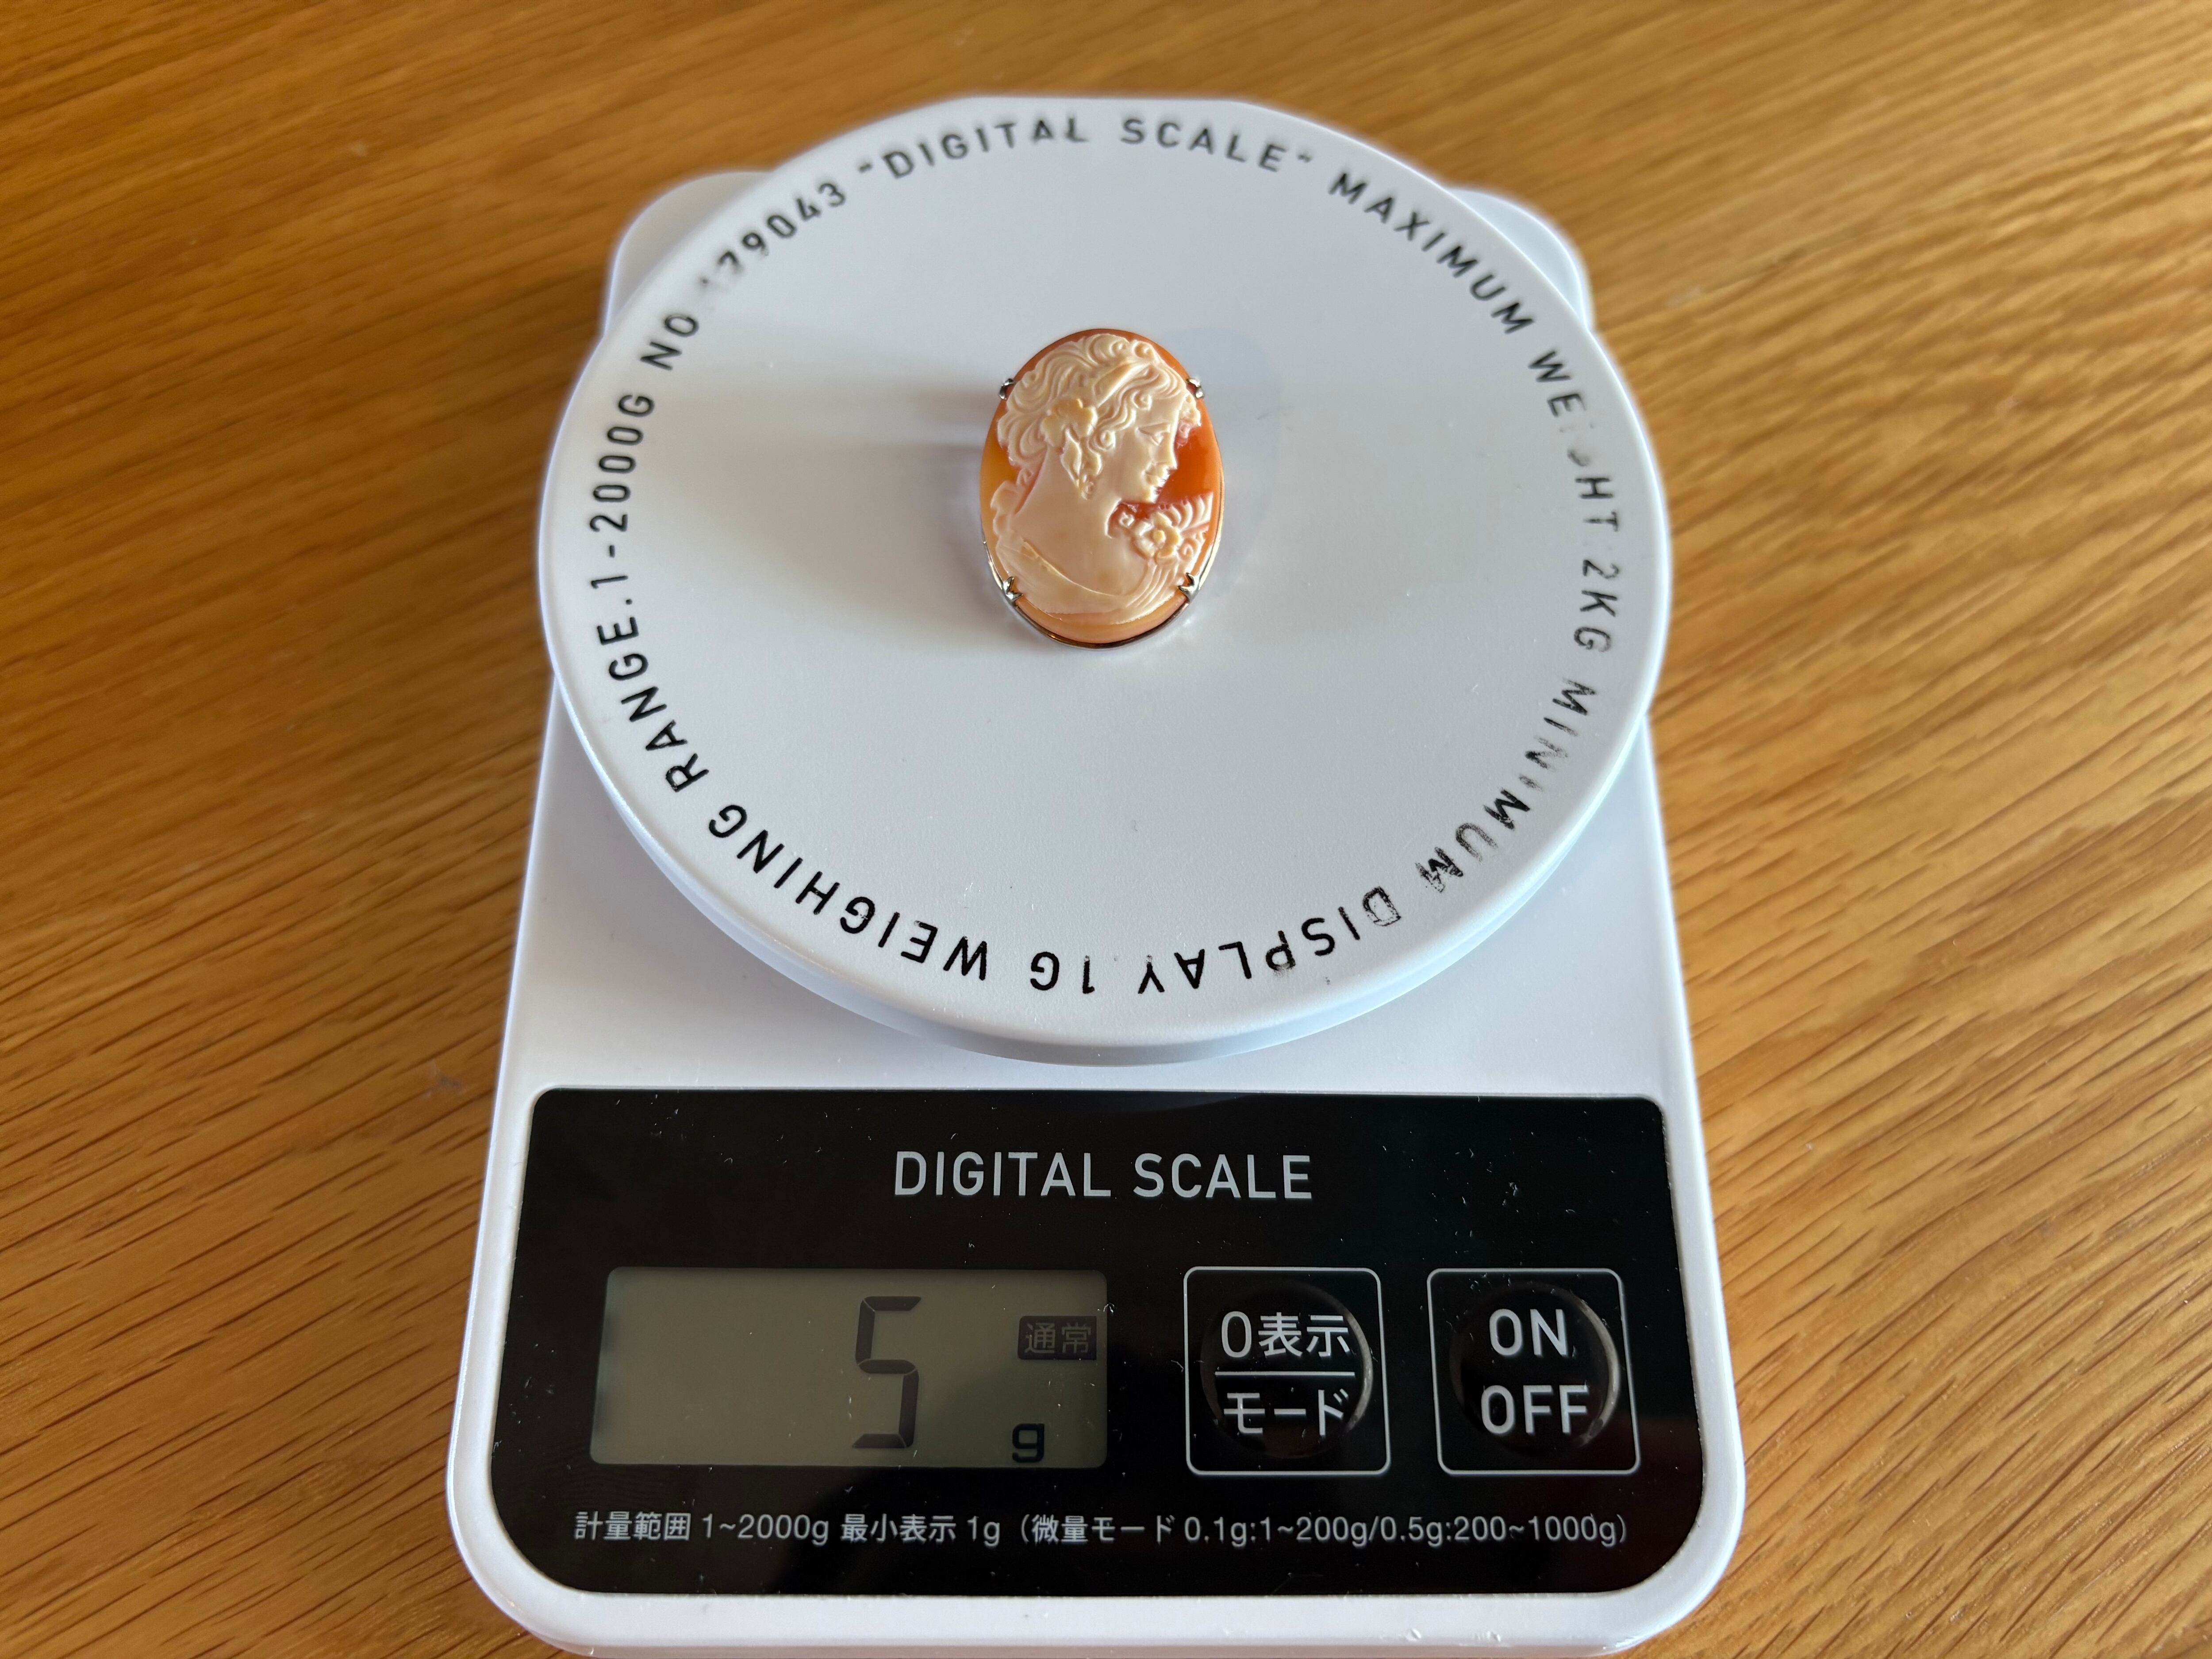 "DIGITAL SCALE" MAXIMUM WEIGHT 2KG MINIMUM DISPLAY 1G WEIGHING RANGE.1-2000G NO 179043
DIGITAL SCALE
5 g
通常
0表示
モード
ON
OFF
計量範囲 1~2000g 最小表示 1g（微量モード 0.1g:1~200g/0.5g:200~1000g）